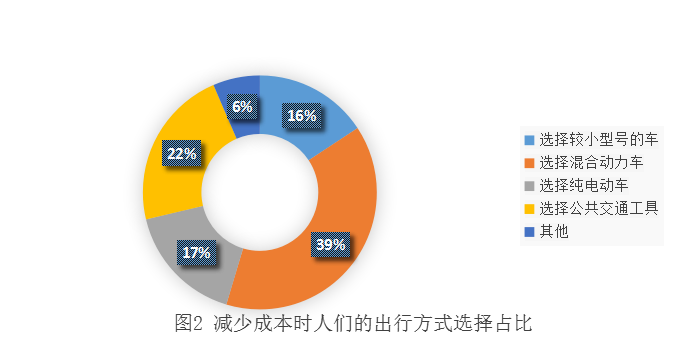 6%
16%
22%
17%
39%
选择较小型号的车
选择混合动力车
选择纯电动车
选择公共交通工具
其他
图2 减少成本时人们的出行方式选择占比